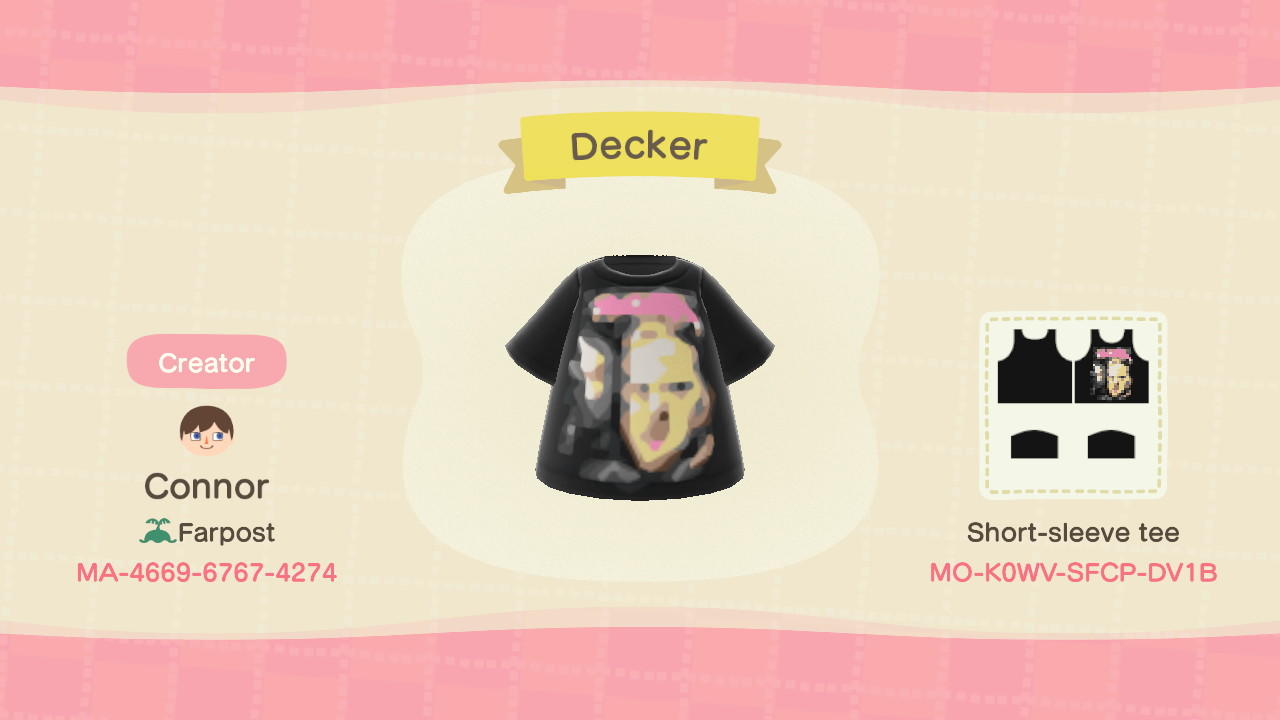 Decker
Creator
Connor
Farpost
MA-4669-6767-4274
Short-sleeve tee
MO-K0WV-SFCP-DV1B